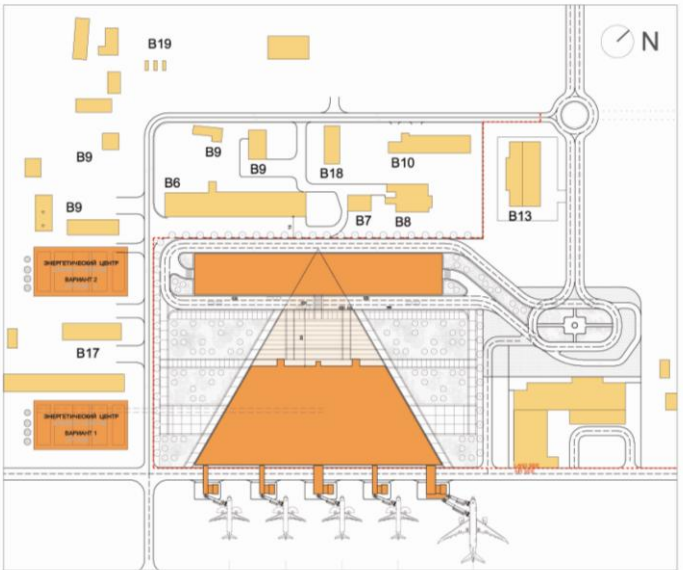 B19
N
B9
B9
B9
B18
B10
B6
B9
B7
B8
B13
ЭНЕРГЕТИЧЕСКИЙ ЦЕНТР
ВАРИАНТ 2
B17
ЭНЕРГЕТИЧЕСКИЙ ЦЕНТР
ВАРИАНТ 1